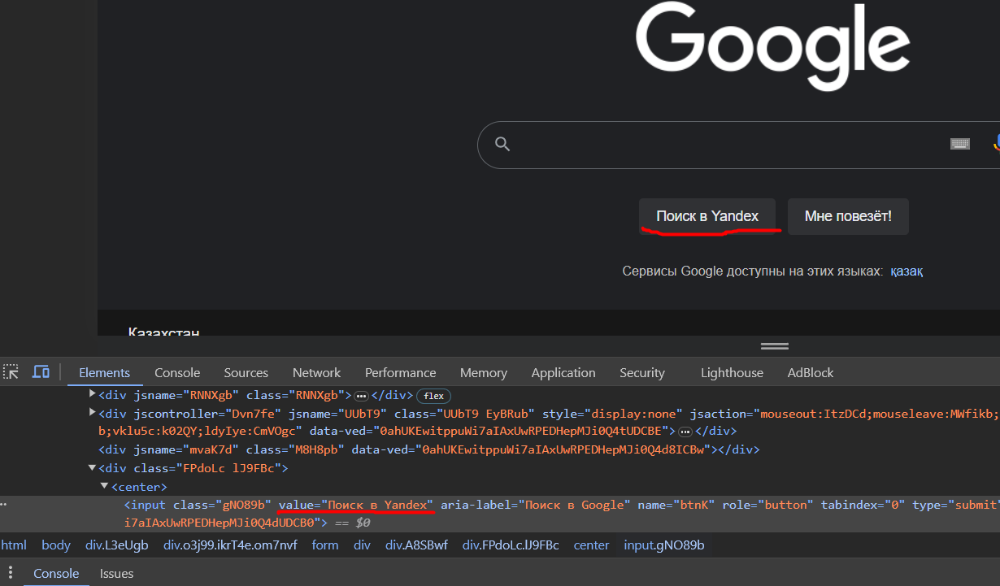 Google
Поиск в Yandex
Мне повезёт!
Сервисы Google доступны на этих языках: қазақ
Казахстан
Elements Console Sources Network Performance Memory Application Security Lighthouse AdBlock
<div jsname="RNNXgb" class="RNNXgb">…</div> flex
<div jscontroller="Dvn7fe" jsname="UUbT9" class="UUbT9 EyBRub" style="display:none" jsaction="mouseout:ItzDCd;mouseleave:MWfikb;
b;vklu5c:k02QY;ldyIye:CmVOgc" data-ved="0ahUKEwitppuWi7aIAxUwRPEDHepMJi0Q4tUDCBE">…</div>
<div jsname="mvaK7d" class="M8H8pb" data-ved="0ahUKEwitppuWi7aIAxUwRPEDHepMJi0Q4d8ICBw"></div>
<div class="FPdoLc lJ9FBc">
<center>
<input class="gNO89b" value="Поиск в Yandex" aria-label="Поиск в Google" name="btnK" role="button" tabindex="0" type="submit"
i7aIAxUwRPEDHepMJi0Q4dUDCB0"> == $0
html body div.L3eUgb div.o3j99.ikrT4e.om7nvf form div div.A8SBwf div.FPdoLc.lJ9FBc center input.gNO89b
Console Issues